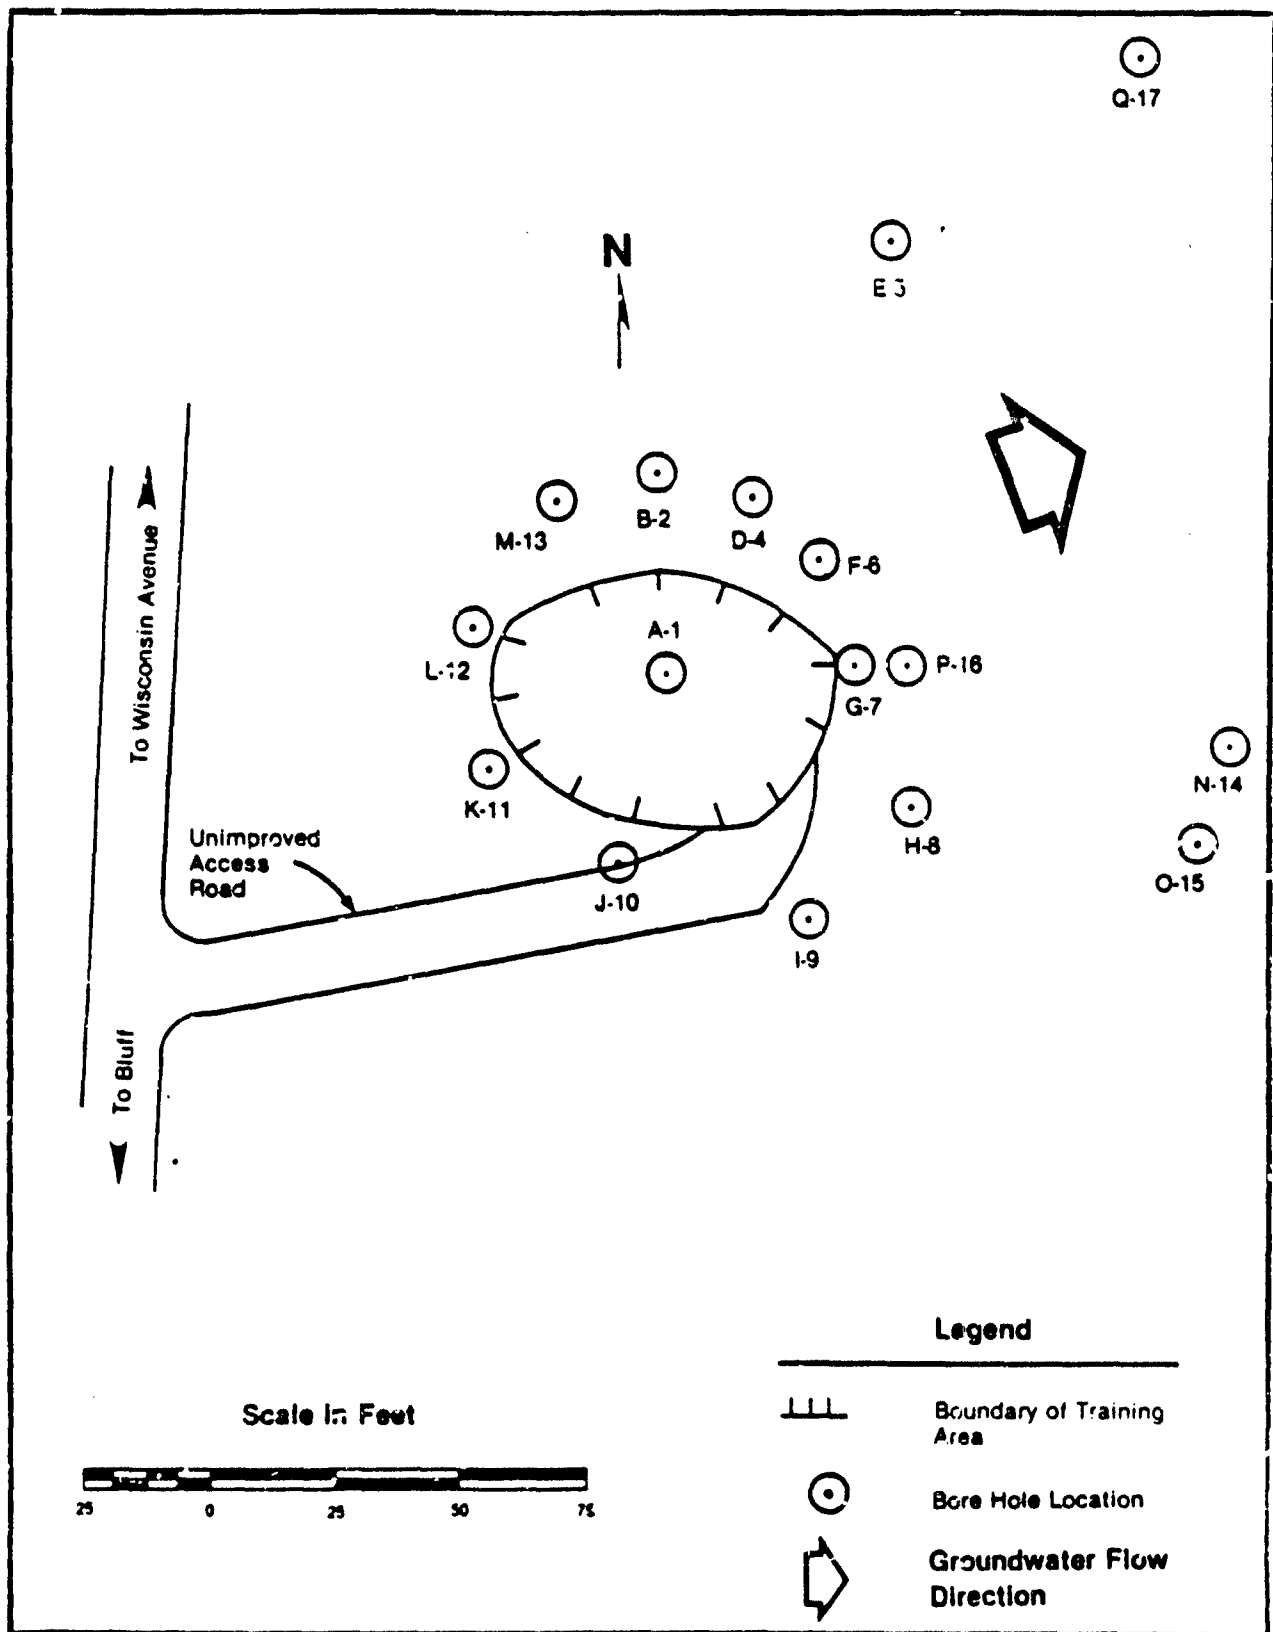 Q-17
N
E-5
M-13
B-2
D-4
F-6
A-1
L-12
P-16
G-7
To Wisconsin Avenue
N-14
K-11
H-8
Unimproved
Access
Road
O-15
J-10
I-9
To Bluff
Legend
Scale in Feet
Boundary of Training
Area
25 0 25 50 75
Bore Hole Location
Groundwater Flow
Direction